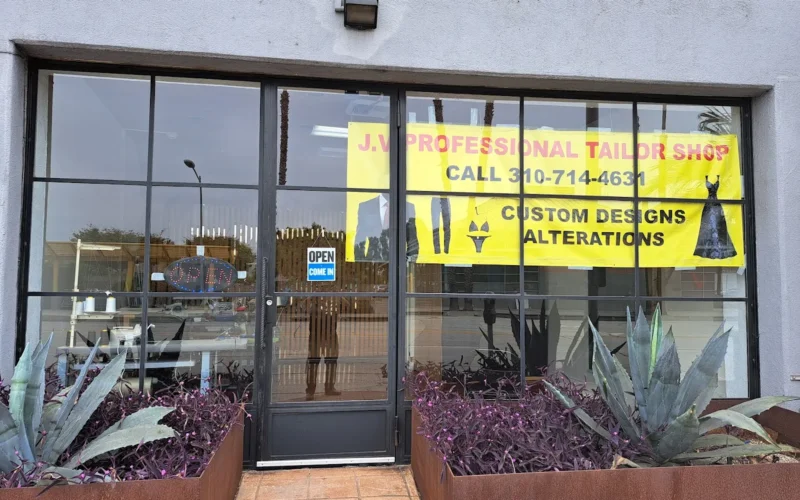 J.V PROFESSIONAL TAILOR SHOP
CALL 310-714-4631
CUSTOM DESIGNS
ALTERATIONS
OPEN
COME IN